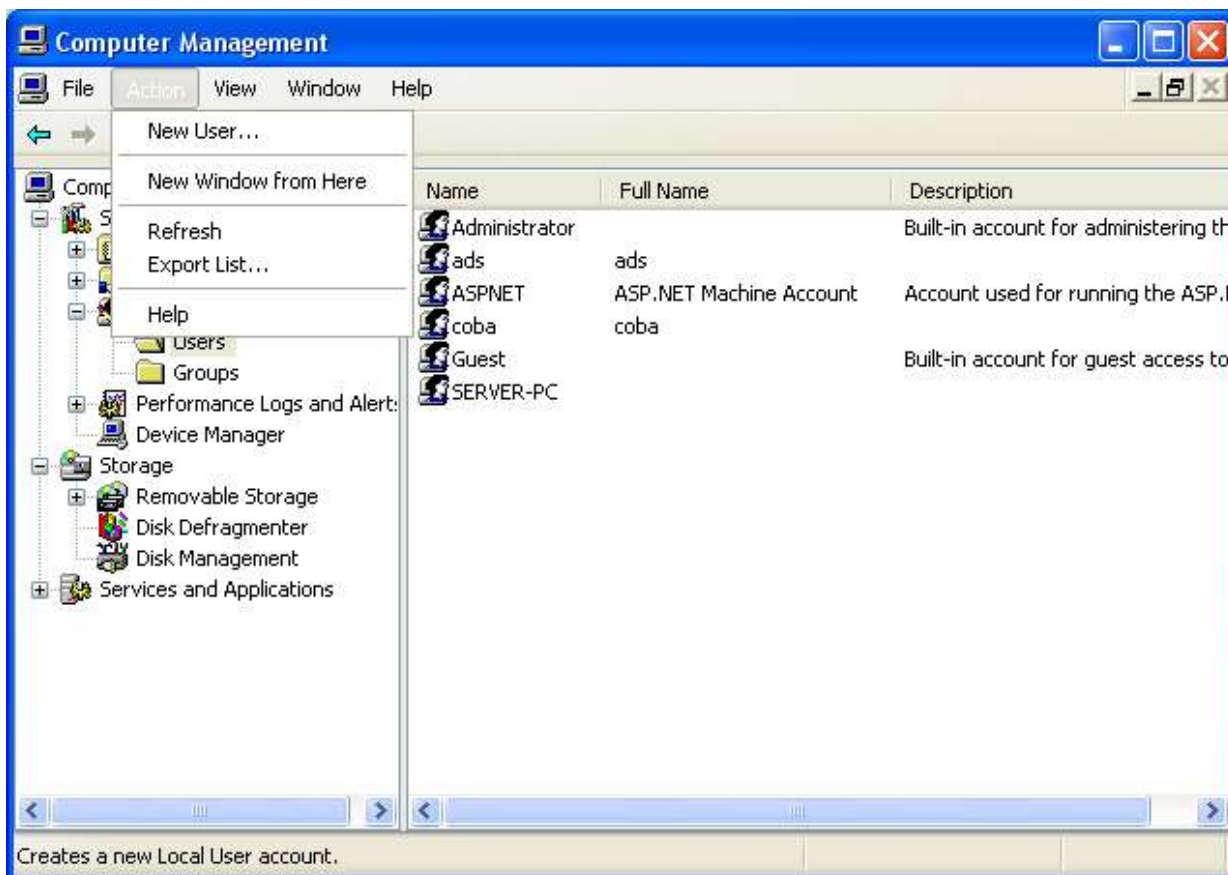 Computer Management
File Action View Window Help
New User...
New Window from Here
Refresh
Export List...
Help
Comp
S
Users
Groups
Performance Logs and Alert:
Device Manager
Storage
Removable Storage
Disk Defragmenter
Disk Management
Services and Applications
Name Full Name Description
Administrator Built-in account for administering th
ads ads
ASPNET ASP.NET Machine Account Account used for running the ASP.
coba coba
Guest Built-in account for guest access to
SERVER-PC
Creates a new Local User account.